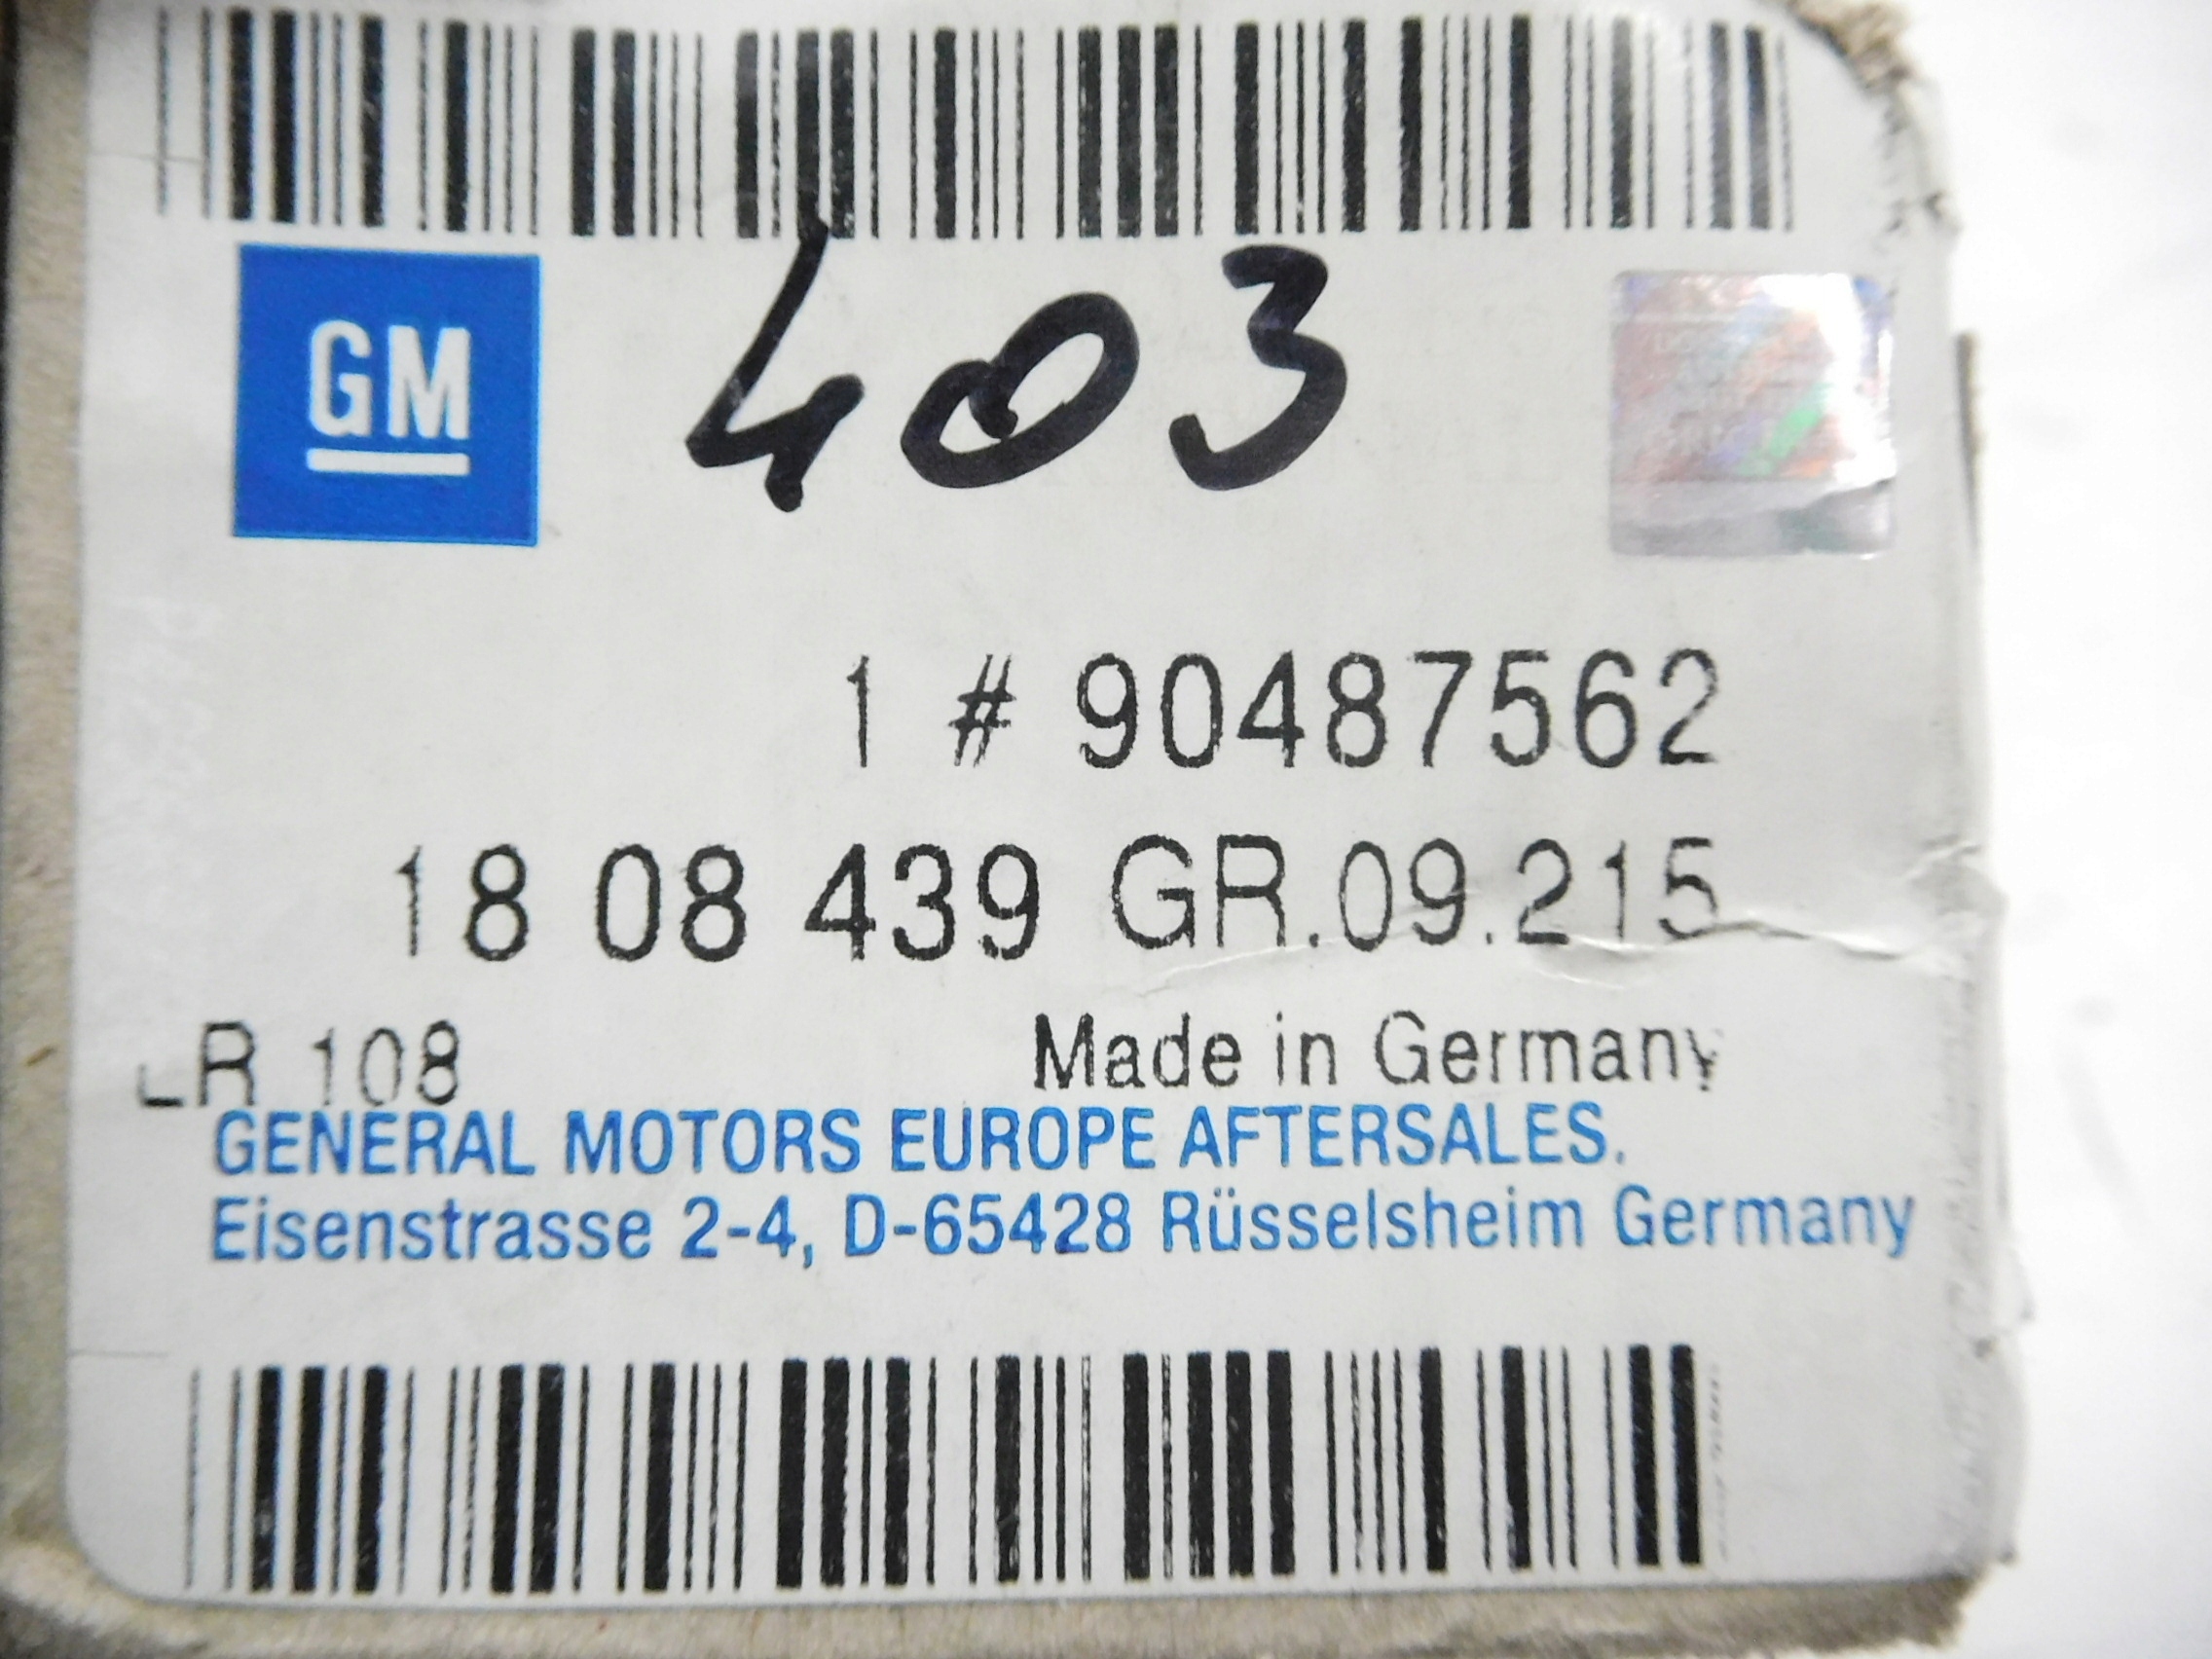 GM
403
1 # 90487562
18 08 439 GR.09.215
R 108
Made in Germany
GENERAL MOTORS EUROPE AFTERSALES.
Eisenstrasse 2-4, D-65428 Rüsselsheim Germany